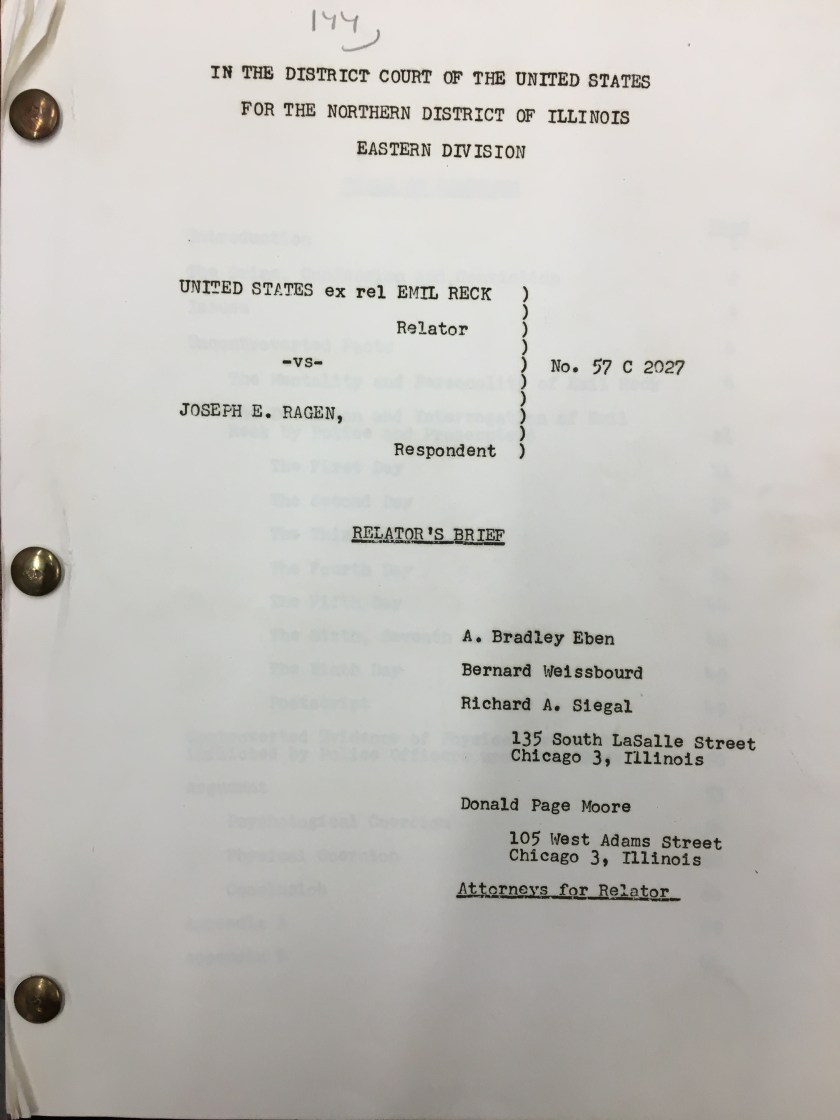 144
IN THE DISTRICT COURT OF THE UNITED STATES
FOR THE NORTHERN DISTRICT OF ILLINOIS
EASTERN DIVISION
UNITED STATES ex rel EMIL RECK )
)
Relator )
)
-vs- ) No. 57 C 2027
)
)
JOSEPH E. RAGEN, )
)
Respondent )
RELATOR'S BRIEF
A. Bradley Eben
Bernard Weissbourd
Richard A. Siegal
135 South LaSalle Street
Chicago 3, Illinois
Donald Page Moore
105 West Adams Street
Chicago 3, Illinois
Attorneys for Relator